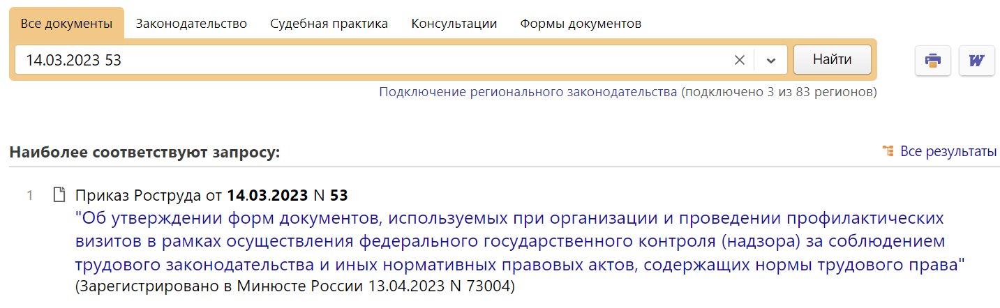 Все документы Законодательство Судебная практика Консультации Формы документов
14.03.2023 53 Найти
Подключение регионального законодательства (подключено 3 из 83 регионов)
Наиболее соответствуют запросу: Все результаты
1 Приказ Роструда от 14.03.2023 N 53
"Об утверждении форм документов, используемых при организации и проведении профилактических
визитов в рамках осуществления федерального государственного контроля (надзора) за соблюдением
трудового законодательства и иных нормативных правовых актов, содержащих нормы трудового права"
(Зарегистрировано в Минюсте России 13.04.2023 N 73004)